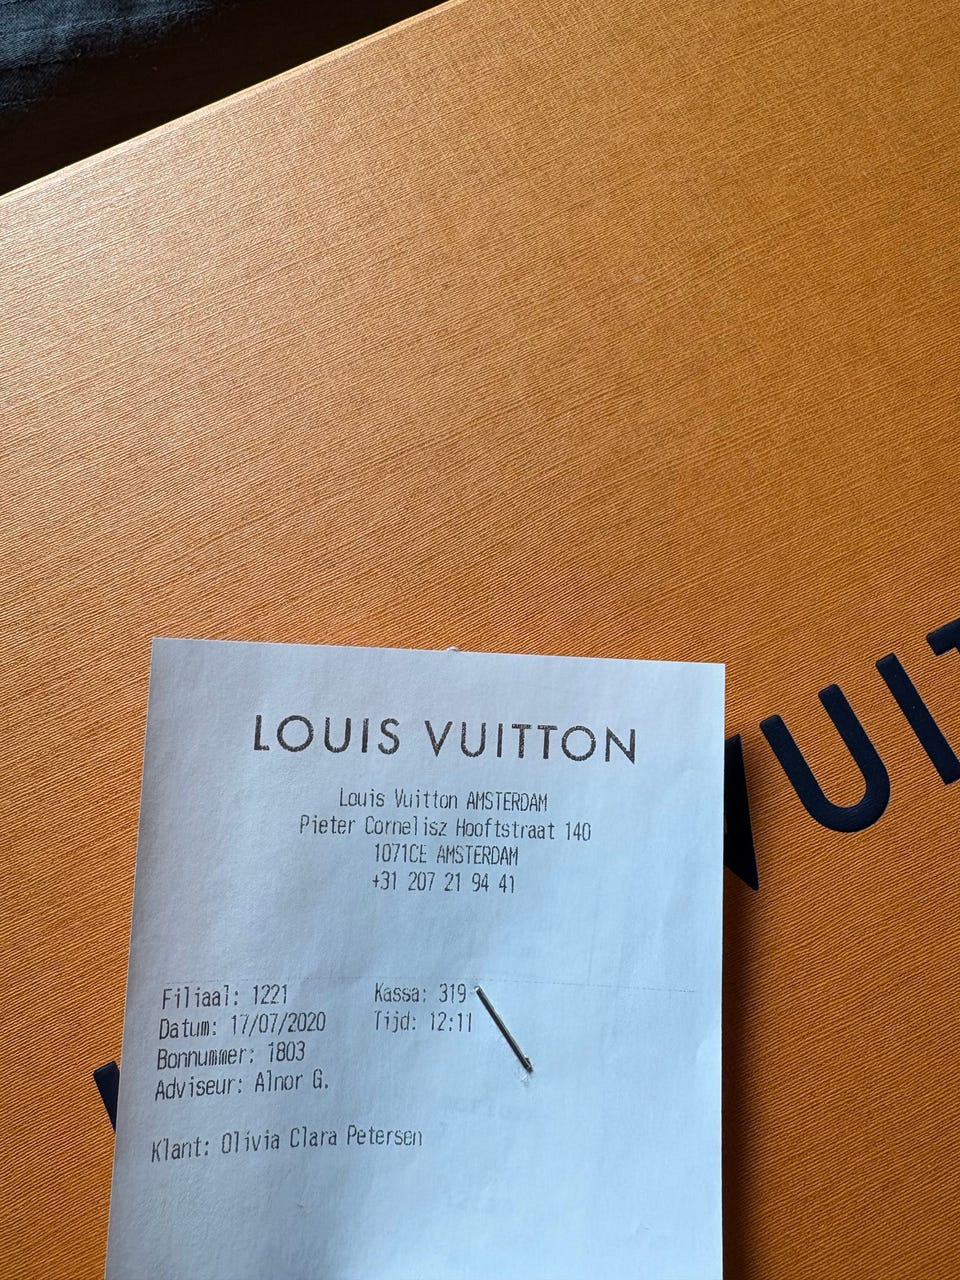 LOUIS VUITTON
Louis Vuitton AMSTERDAM
Pieter Cornelisz Hooftstraat 140
1071CE AMSTERDAM
+31 207 21 94 41
Filiaal: 1221 Kassa: 319
Datum: 17/07/2020 Tijd: 12:11
Bonnummer: 1803
Adviseur: Alnor G.
Klant: Olivia Clara Petersen
VUIT